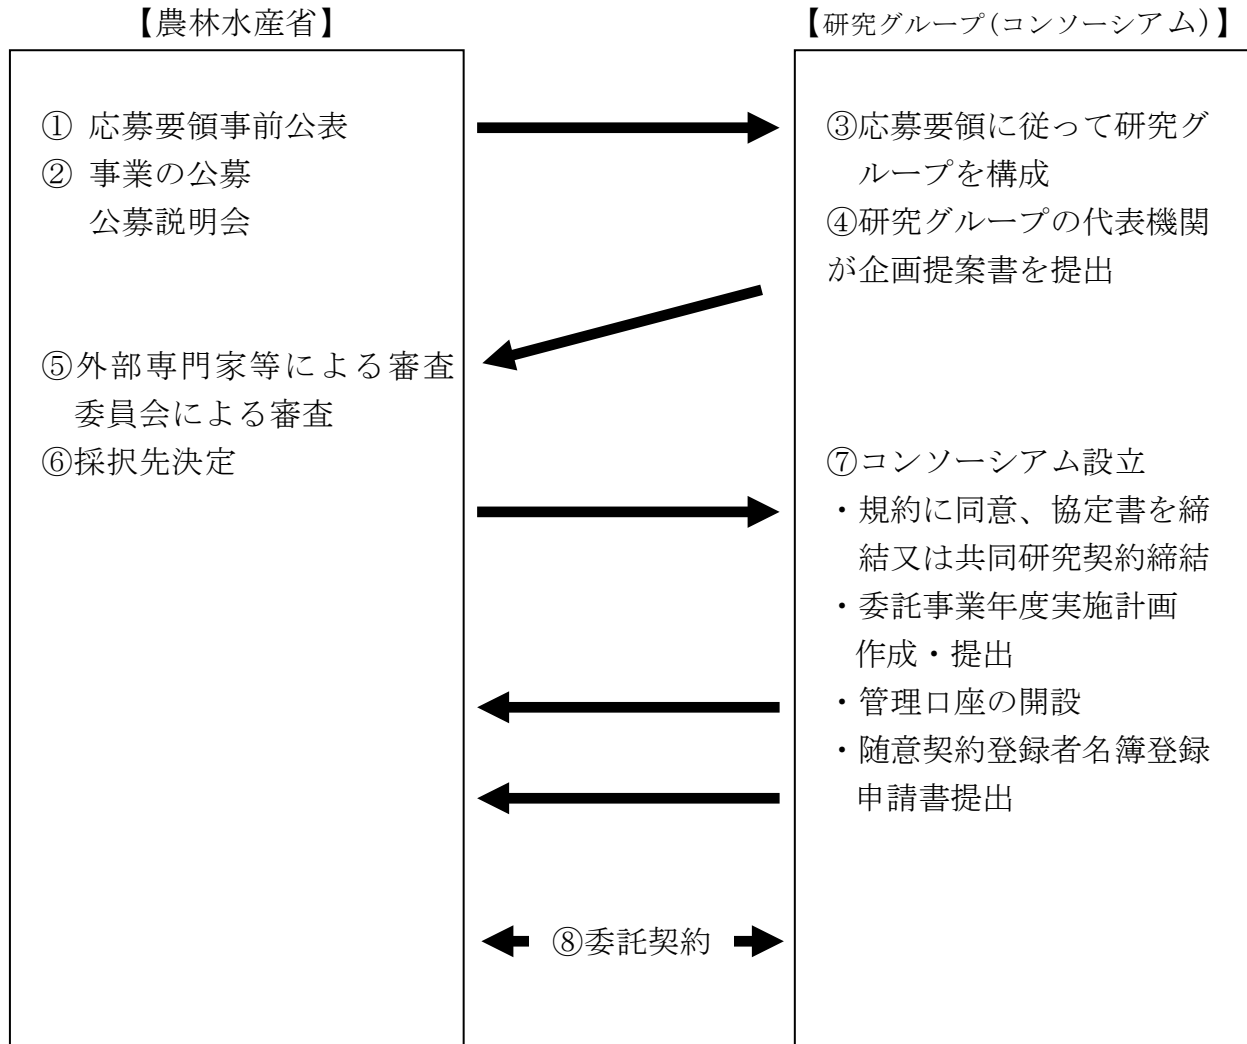 【農林水産省】
① 応募要領事前公表
② 事業の公募
公募説明会
⑤外部専門家等による審査
委員会による審査
⑥採択先決定
【研究グループ(コンソーシアム)】
③応募要領に従って研究グ
ループを構成
④研究グループの代表機関
が企画提案書を提出
⑦コンソーシアム設立
・規約に同意、協定書を締
結又は共同研究契約締結
・委託事業年度実施計画
作成・提出
・管理口座の開設
・随意契約登録者名簿登録
申請書提出
⑧委託契約